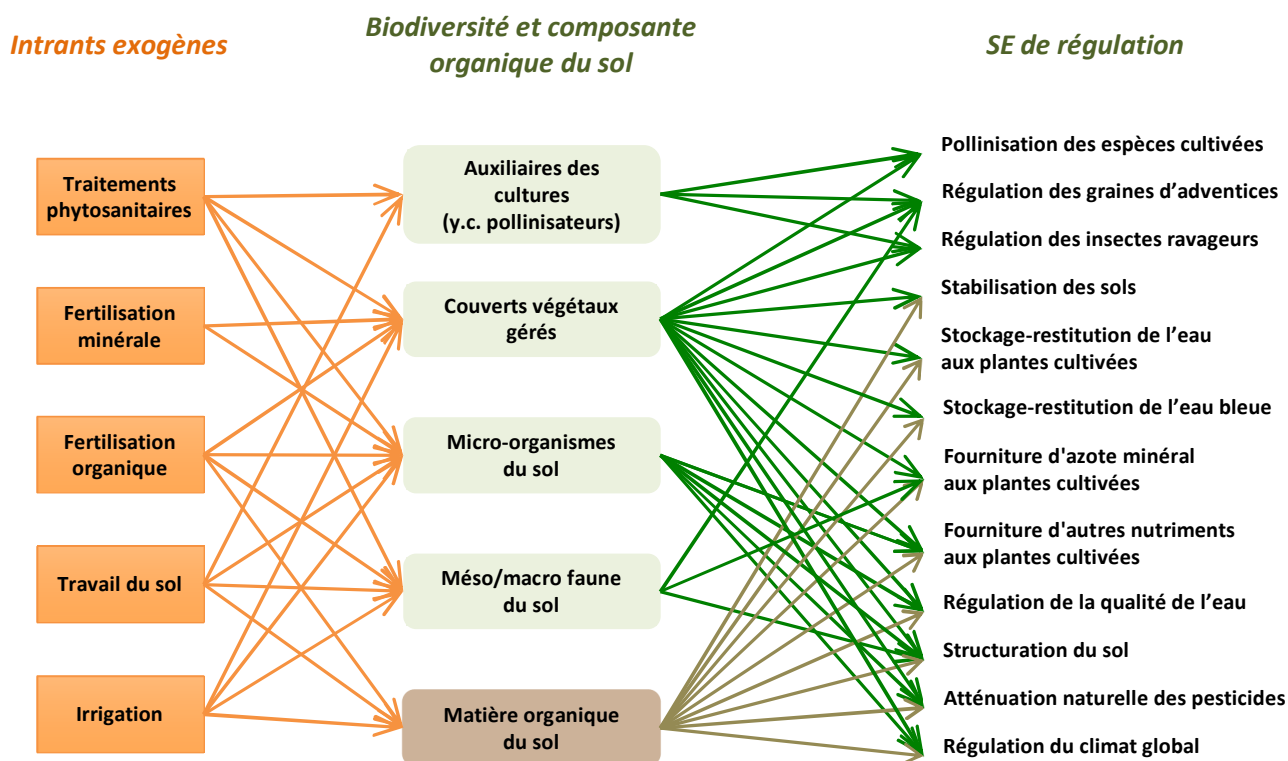 Intrants exogènes
Biodiversité et composante
organique du sol
SE de régulation
Traitements
phytosanitaires
Fertilisation
minérale
Fertilisation
organique
Travail du sol
Irrigation
Auxiliaires des
cultures
(y.c. pollinisateurs)
Couverts végétaux
gérés
Micro-organismes
du sol
Méso/macro faune
du sol
Matière organique
du sol
Pollinisation des espèces cultivées
Régulation des graines d’adventices
Régulation des insectes ravageurs
Stabilisation des sols
Stockage-restitution de l’eau
aux plantes cultivées
Stockage-restitution de l’eau bleue
Fourniture d'azote minéral
aux plantes cultivées
Fourniture d'autres nutriments
aux plantes cultivées
Régulation de la qualité de l’eau
Structuration du sol
Atténuation naturelle des pesticides
Régulation du climat global